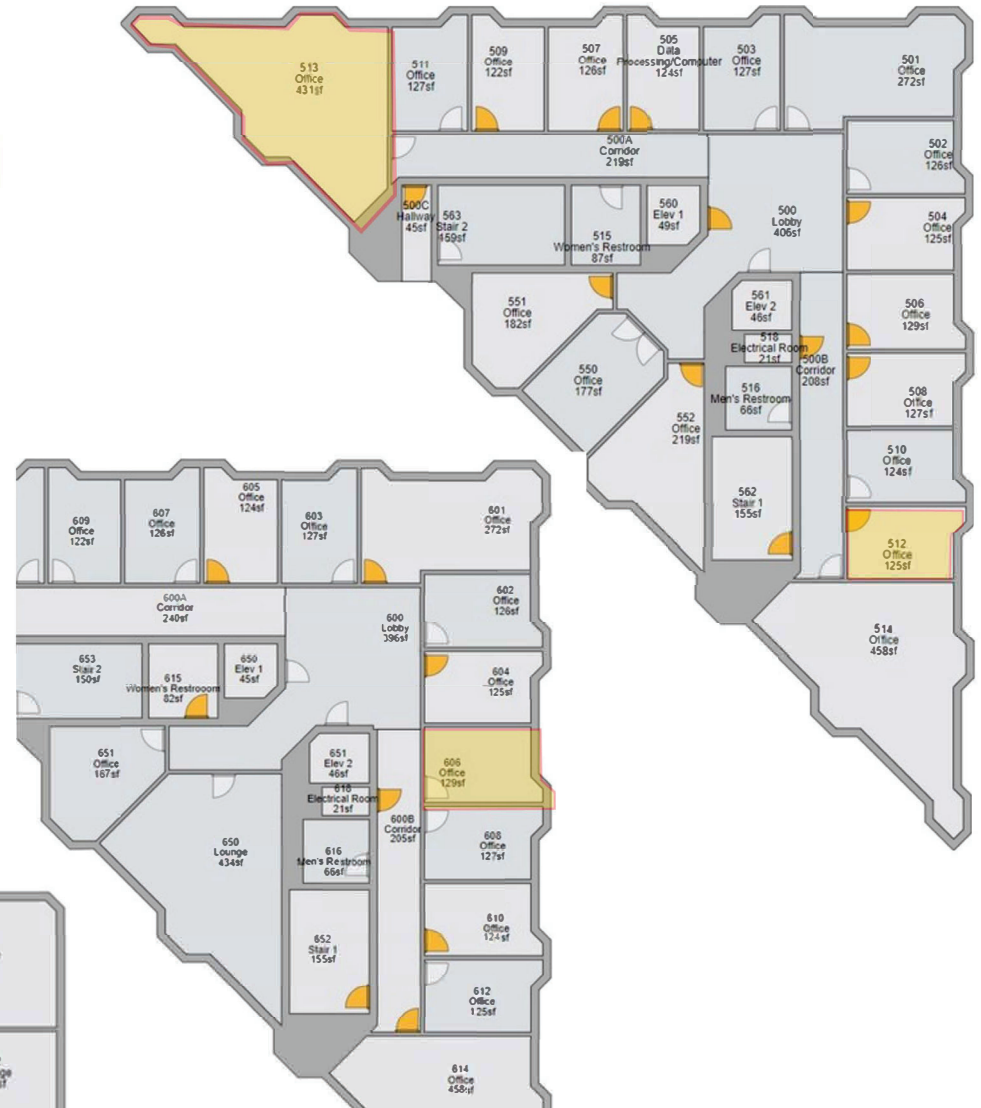 513
Office
431sf
511
Office
127sf
509
Office
122sf
507
Office
126sf
505
Data
Processing/Computer
124sf
503
Office
127sf
501
Office
272sf
500A
Corridor
219sf
502
Office
126sf
500C
Hallway
45sf
563
Stair 2
459sf
515
Women's Restroom
87sf
560
Elev 1
49sf
500
Lobby
406sf
504
Office
125sf
551
Office
182sf
561
Elev 2
46sf
506
Office
129sf
518
Electrical Room
21sf
500B
Corridor
208sf
550
Office
177sf
516
Men's Restroom
66sf
508
Office
127sf
552
Office
219sf
510
Office
124sf
562
Stair 1
155sf
512
Office
125sf
514
Office
458sf
609
Office
122sf
607
Office
126sf
605
Office
124sf
603
Office
127sf
601
Office
272sf
600A
Corridor
240sf
600
Lobby
396sf
602
Office
126sf
653
Stair 2
150sf
615
Women's Restrooom
82sf
650
Elev 1
45sf
604
Office
125sf
651
Office
167sf
651
Elev 2
46sf
606
Office
129sf
618
Electrical Room
21sf
600B
Corridor
205sf
650
Lounge
434sf
616
Men's Restroom
66sf
608
Office
127sf
652
Stair 1
155sf
610
Office
124sf
612
Office
125sf
614
Office
458sf